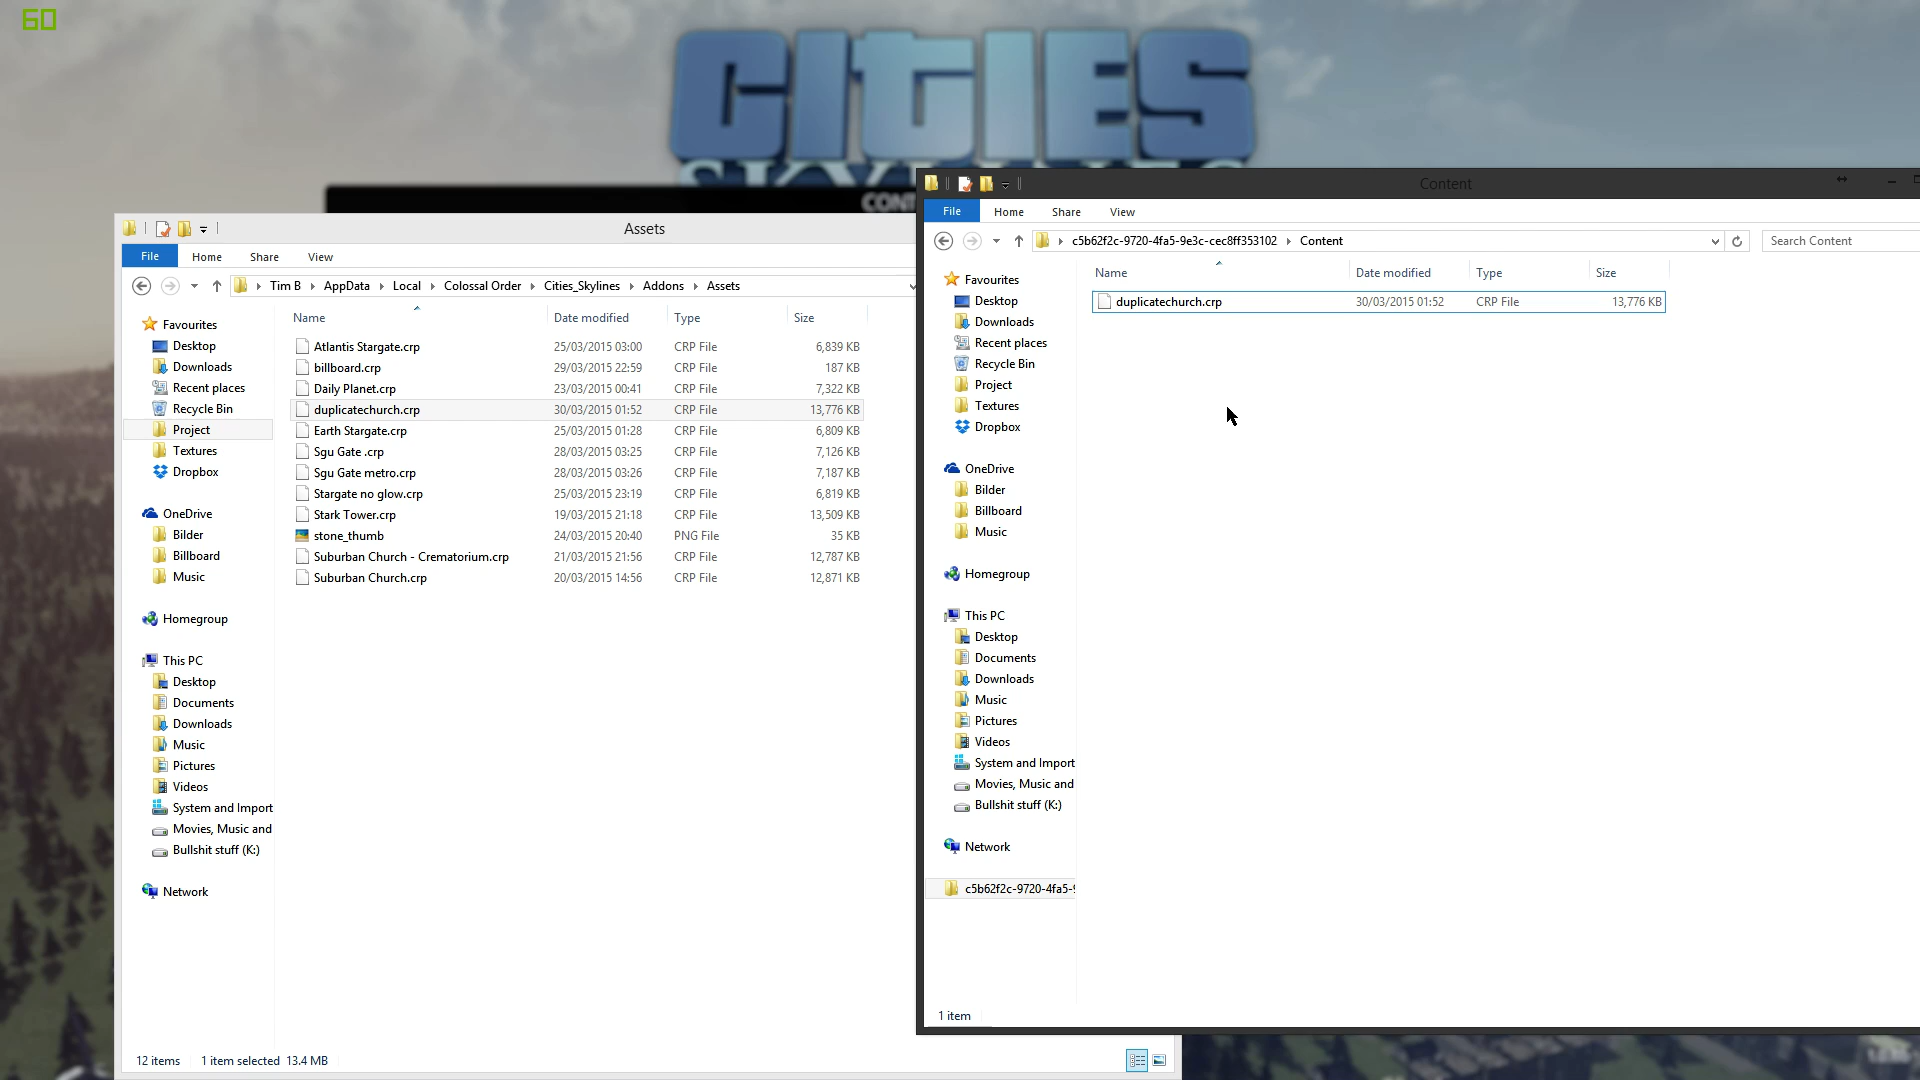 60
CITIES
SKYLINES
CONT
Assets
File Home Share View
Tim B AppData Local Colossal Order Cities_Skylines Addons Assets
Favourites
Desktop
Downloads
Recent places
Recycle Bin
Project
Textures
Dropbox
OneDrive
Bilder
Billboard
Music
Homegroup
This PC
Desktop
Documents
Downloads
Music
Pictures
Videos
System and Import
Movies, Music and
Bullshit stuff (K:)
Network
Name Date modified Type Size
Atlantis Stargate.crp 25/03/2015 03:00 CRP File 6,839 KB
billboard.crp 29/03/2015 22:59 CRP File 187 KB
Daily Planet.crp 23/03/2015 00:41 CRP File 7,322 KB
duplicatechurch.crp 30/03/2015 01:52 CRP File 13,776 KB
Earth Stargate.crp 25/03/2015 01:28 CRP File 6,809 KB
Sgu Gate .crp 28/03/2015 03:25 CRP File 7,126 KB
Sgu Gate metro.crp 28/03/2015 03:26 CRP File 7,187 KB
Stargate no glow.crp 25/03/2015 23:19 CRP File 6,819 KB
Stark Tower.crp 19/03/2015 21:18 CRP File 13,509 KB
stone_thumb 24/03/2015 20:40 PNG File 35 KB
Suburban Church - Crematorium.crp 21/03/2015 21:56 CRP File 12,787 KB
Suburban Church.crp 20/03/2015 14:56 CRP File 12,871 KB
12 items 1 item selected 13.4 MB
Content
File Home Share View
c5b62f2c-9720-4fa5-9e3c-cec8ff353102 Content
Search Content
Favourites
Desktop
Downloads
Recent places
Recycle Bin
Project
Textures
Dropbox
OneDrive
Bilder
Billboard
Music
Homegroup
This PC
Desktop
Documents
Downloads
Music
Pictures
Videos
System and Import
Movies, Music and
Bullshit stuff (K:)
Network
c5b62f2c-9720-4fa5-9
Name Date modified Type Size
duplicatechurch.crp 30/03/2015 01:52 CRP File 13,776 KB
1 item